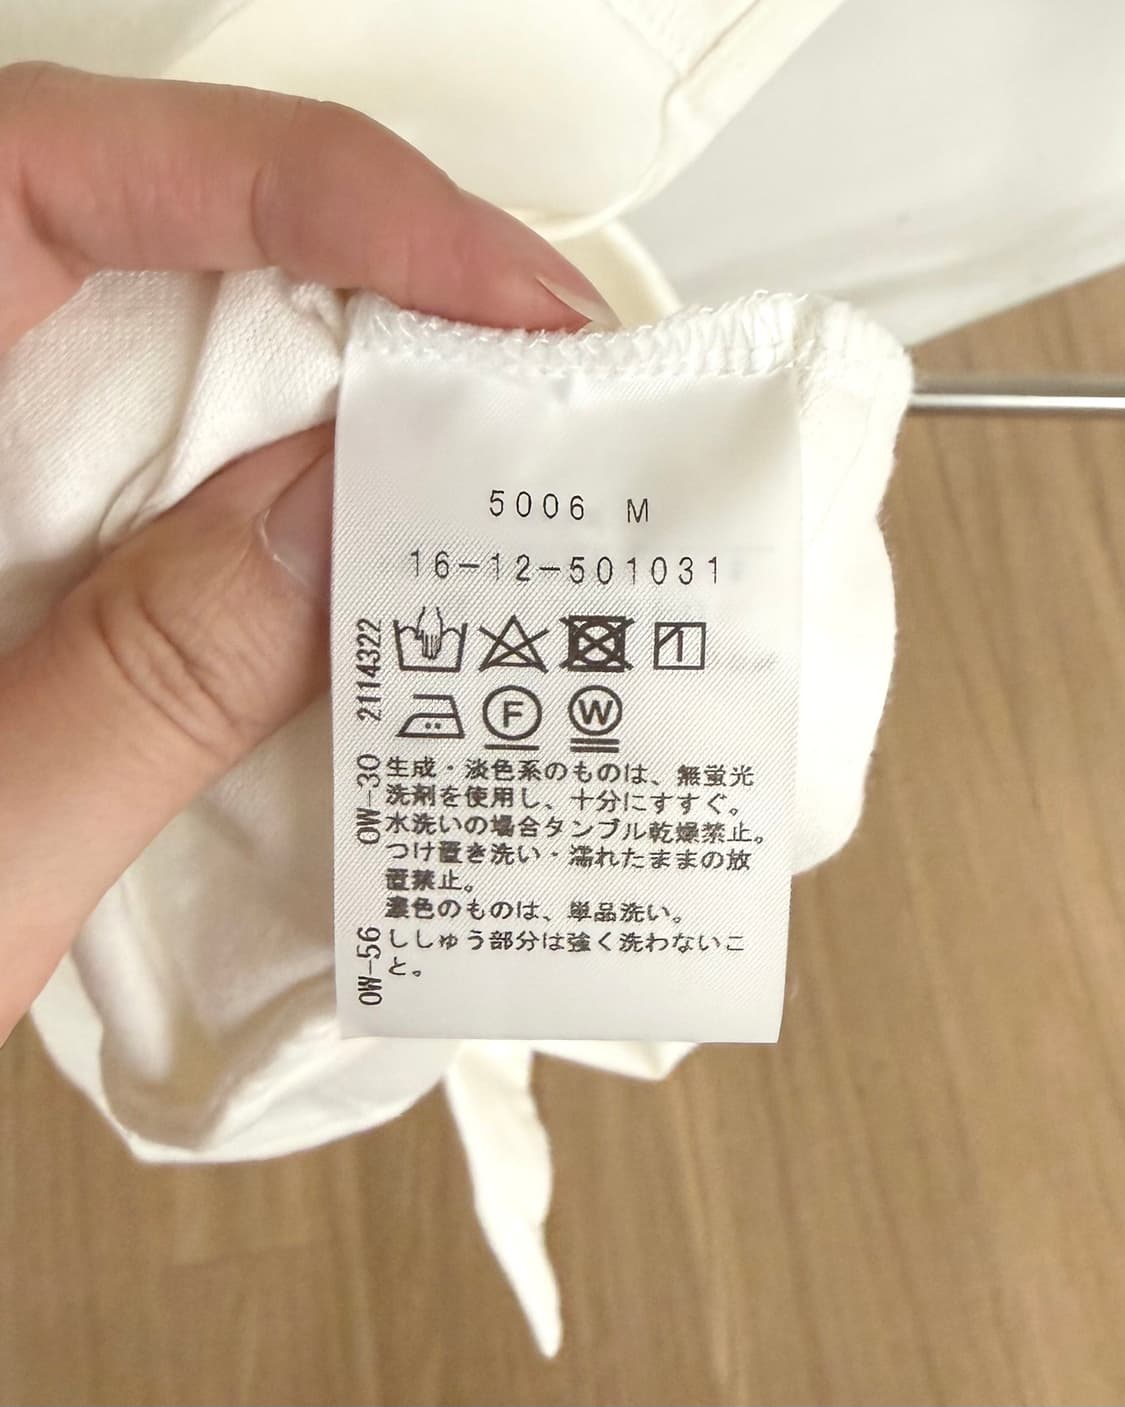 5006 M
16-12-501031
F W
生成・淡色系のものは、無蛍光
洗剤を使用し、十分にすすぐ。
水洗いの場合タンブル乾燥禁止。
つけ置き洗い・濡れたままの放
置禁止。
濃色のものは、単品洗い。
ししゅう部分は強く洗わないこ
と。
OW-56 OW-30 2114322